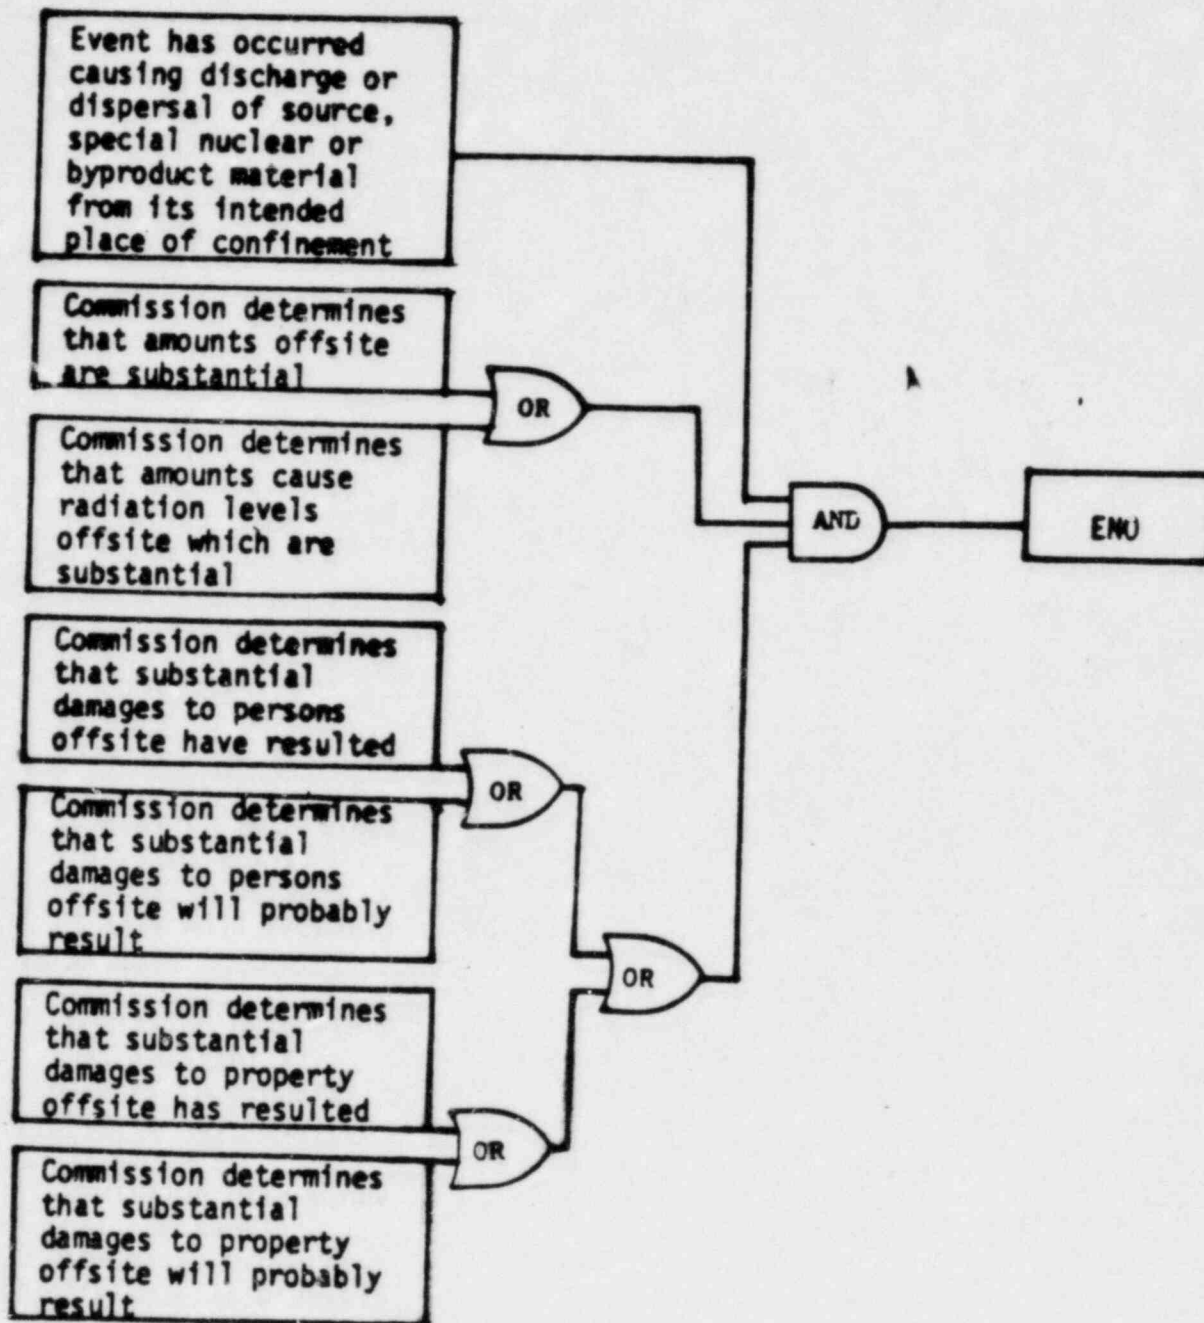 Event has occurred
causing discharge or
dispersal of source,
special nuclear or
byproduct material
from its intended
place of confinement
Commission determines
that amounts offsite
are substantial
OR
Commission determines
that amounts cause
radiation levels
offsite which are
substantial
AND
ENO
Commission determines
that substantial
damages to persons
offsite have resulted
OR
Commission determines
that substantial
damages to persons
offsite will probably
result
OR
Commission determines
that substantial
damages to property
offsite has resulted
OR
Commission determines
that substantial
damages to property
offsite will probably
result